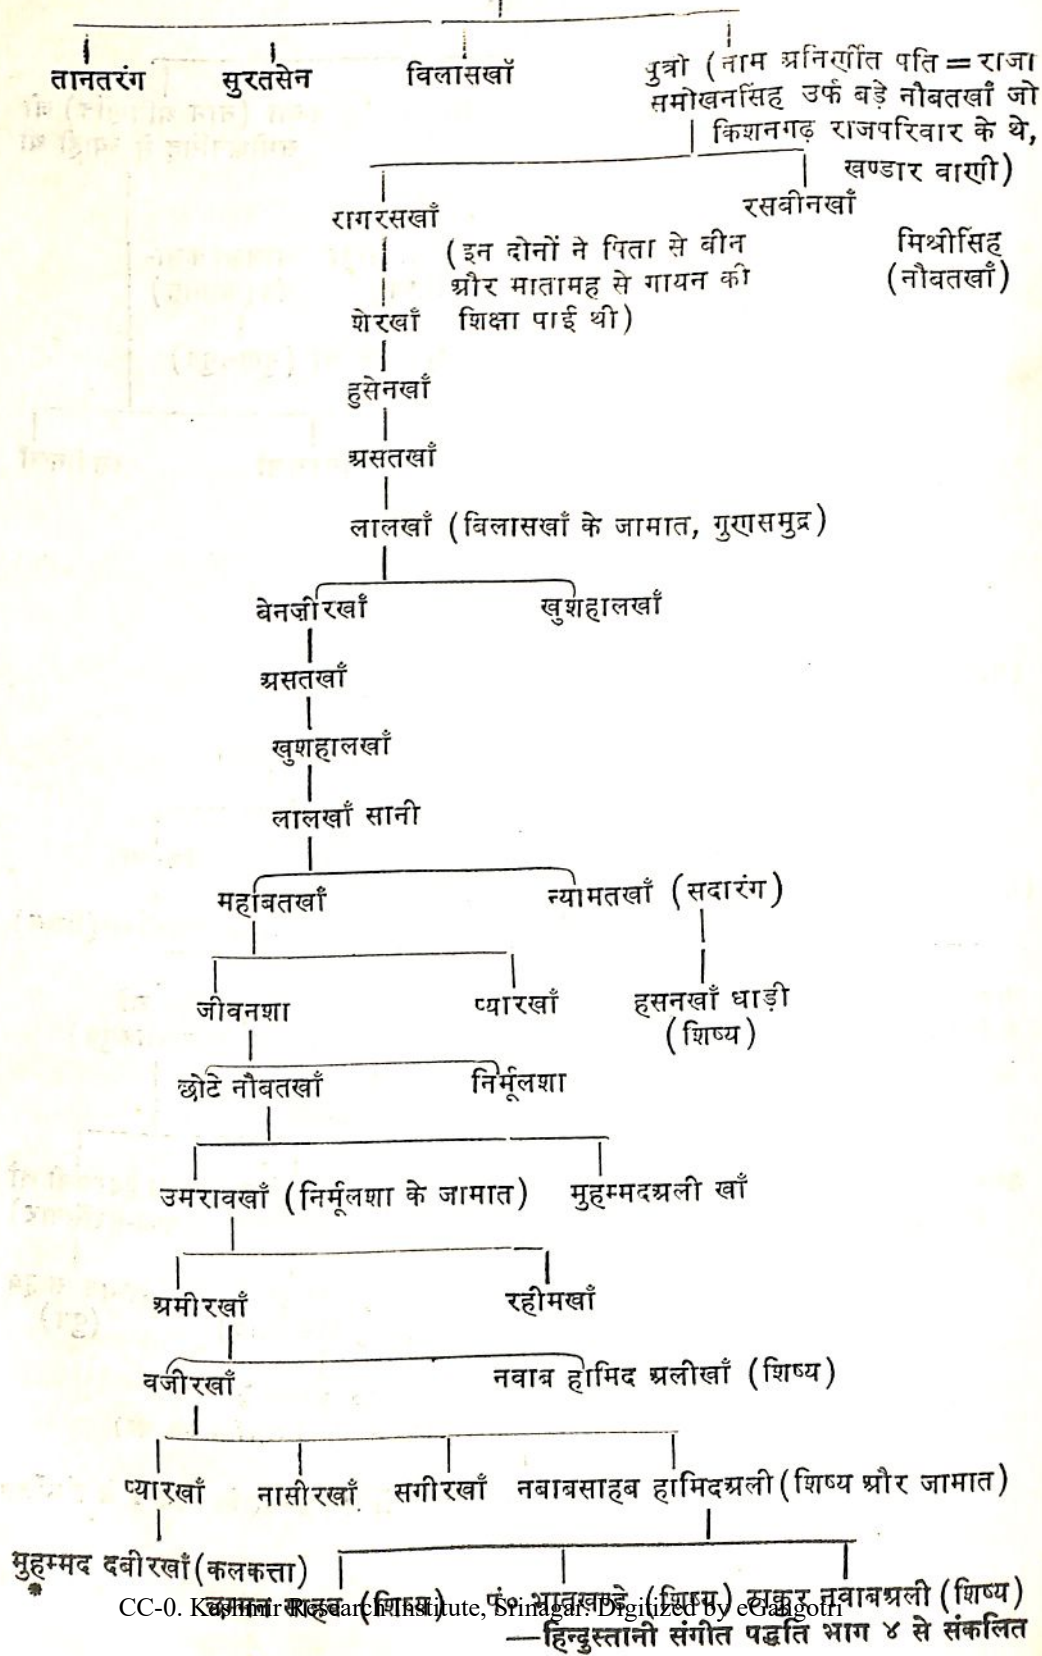 तानतरंग सुरतसेन विलासखाँ पुत्री (नाम अनिर्णीत पति = राजा
समोखनसिंह उर्फ बड़े नौबतखाँ जो
किशनगढ़ राजपरिवार के थे,
खण्डार वाणी)
रागरसखाँ रसबीनखाँ
(इन दोनों ने पिता से बीन मिश्रीसिंह
और मातामह से गायन की (नौबतखाँ)
शेरखाँ शिक्षा पाई थी)
हुसेनखाँ
असतखाँ
लालखाँ (विलासखाँ के जामात, गुणसमुद्र)
बेनज़ीरखाँ खुशहालखाँ
असतखाँ
खुशहालखाँ
लालखाँ सानी
महाबतखाँ न्यामतखाँ (सदारंग)
जीवनशा प्यारखाँ हसनखाँ धाड़ी
(शिष्य)
छोटे नौबतखाँ निर्मूलशा
उमरावखाँ (निर्मूलशा के जामात) मुहम्मदअली खाँ
अमीरखाँ रहीमखाँ
वजीरखाँ नवाब हामिद अलीखाँ (शिष्य)
प्यारखाँ नासीरखाँ सगीरखाँ नबाबसाहब हामिदअली (शिष्य और जामात)
मुहम्मद दबीरखाँ (कलकत्ता)
साहब (शिष्य) पं० भातखण्डे (शिष्य) ठाकुर नवाबअली (शिष्य)
CC-0. Kashmir Research Institute, Srinagar. Digitized by eGangotri
—हिन्दुस्तानी संगीत पद्धति भाग ४ से संकलित